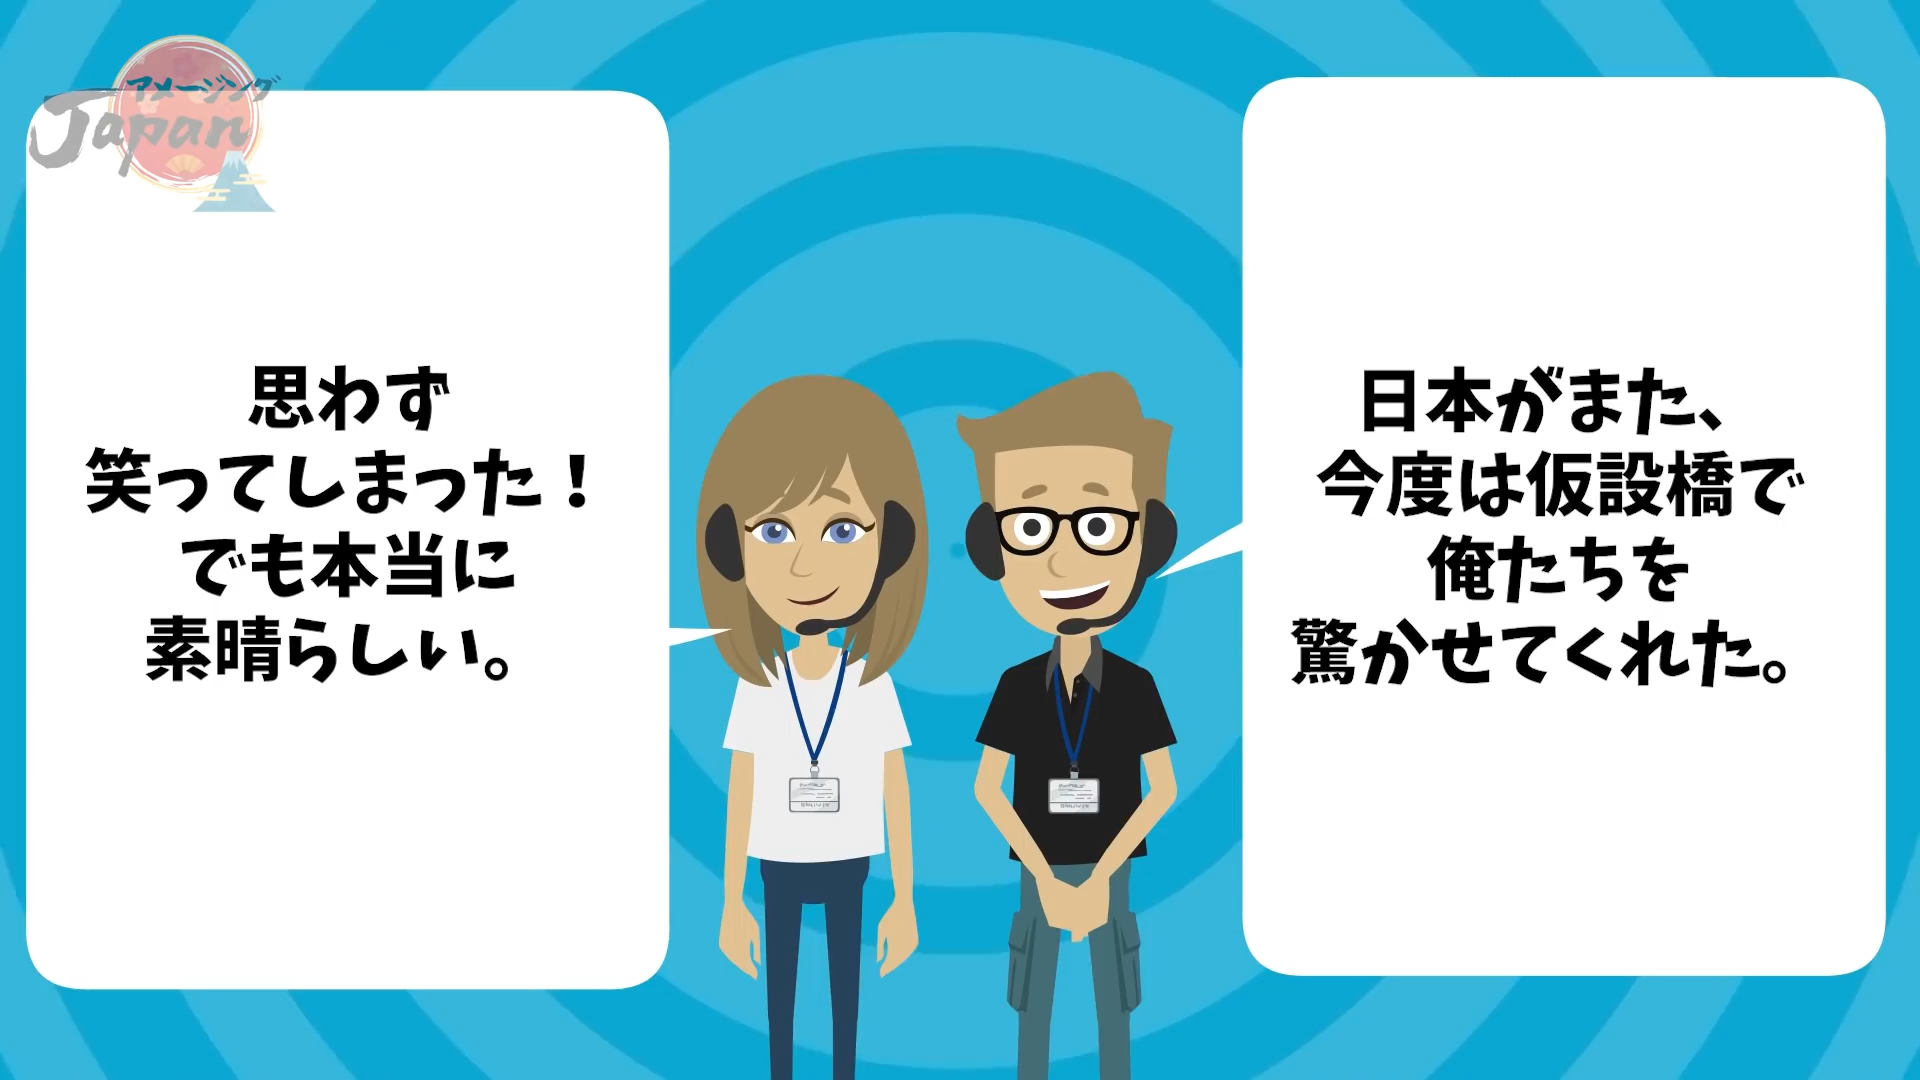 アメージング
Japan
思わず
笑ってしまった！
でも本当に
素晴らしい。
日本がまた、
今度は仮設橋で
俺たちを
驚かせてくれた。